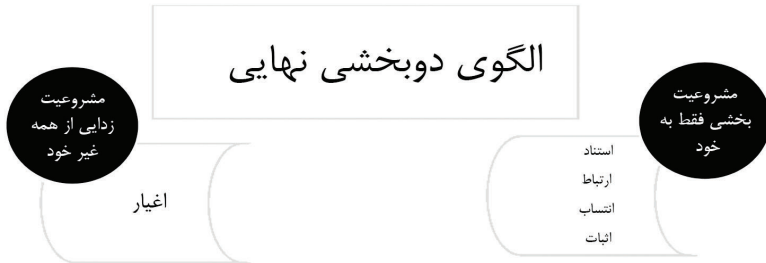 الگوی دوبخشی نهایی
مشروعیت
بخشی فقط به
خود
استناد
ارتباط
انتساب
اثبات
مشروعیت
زدایی از همه
غیر خود
اغیار